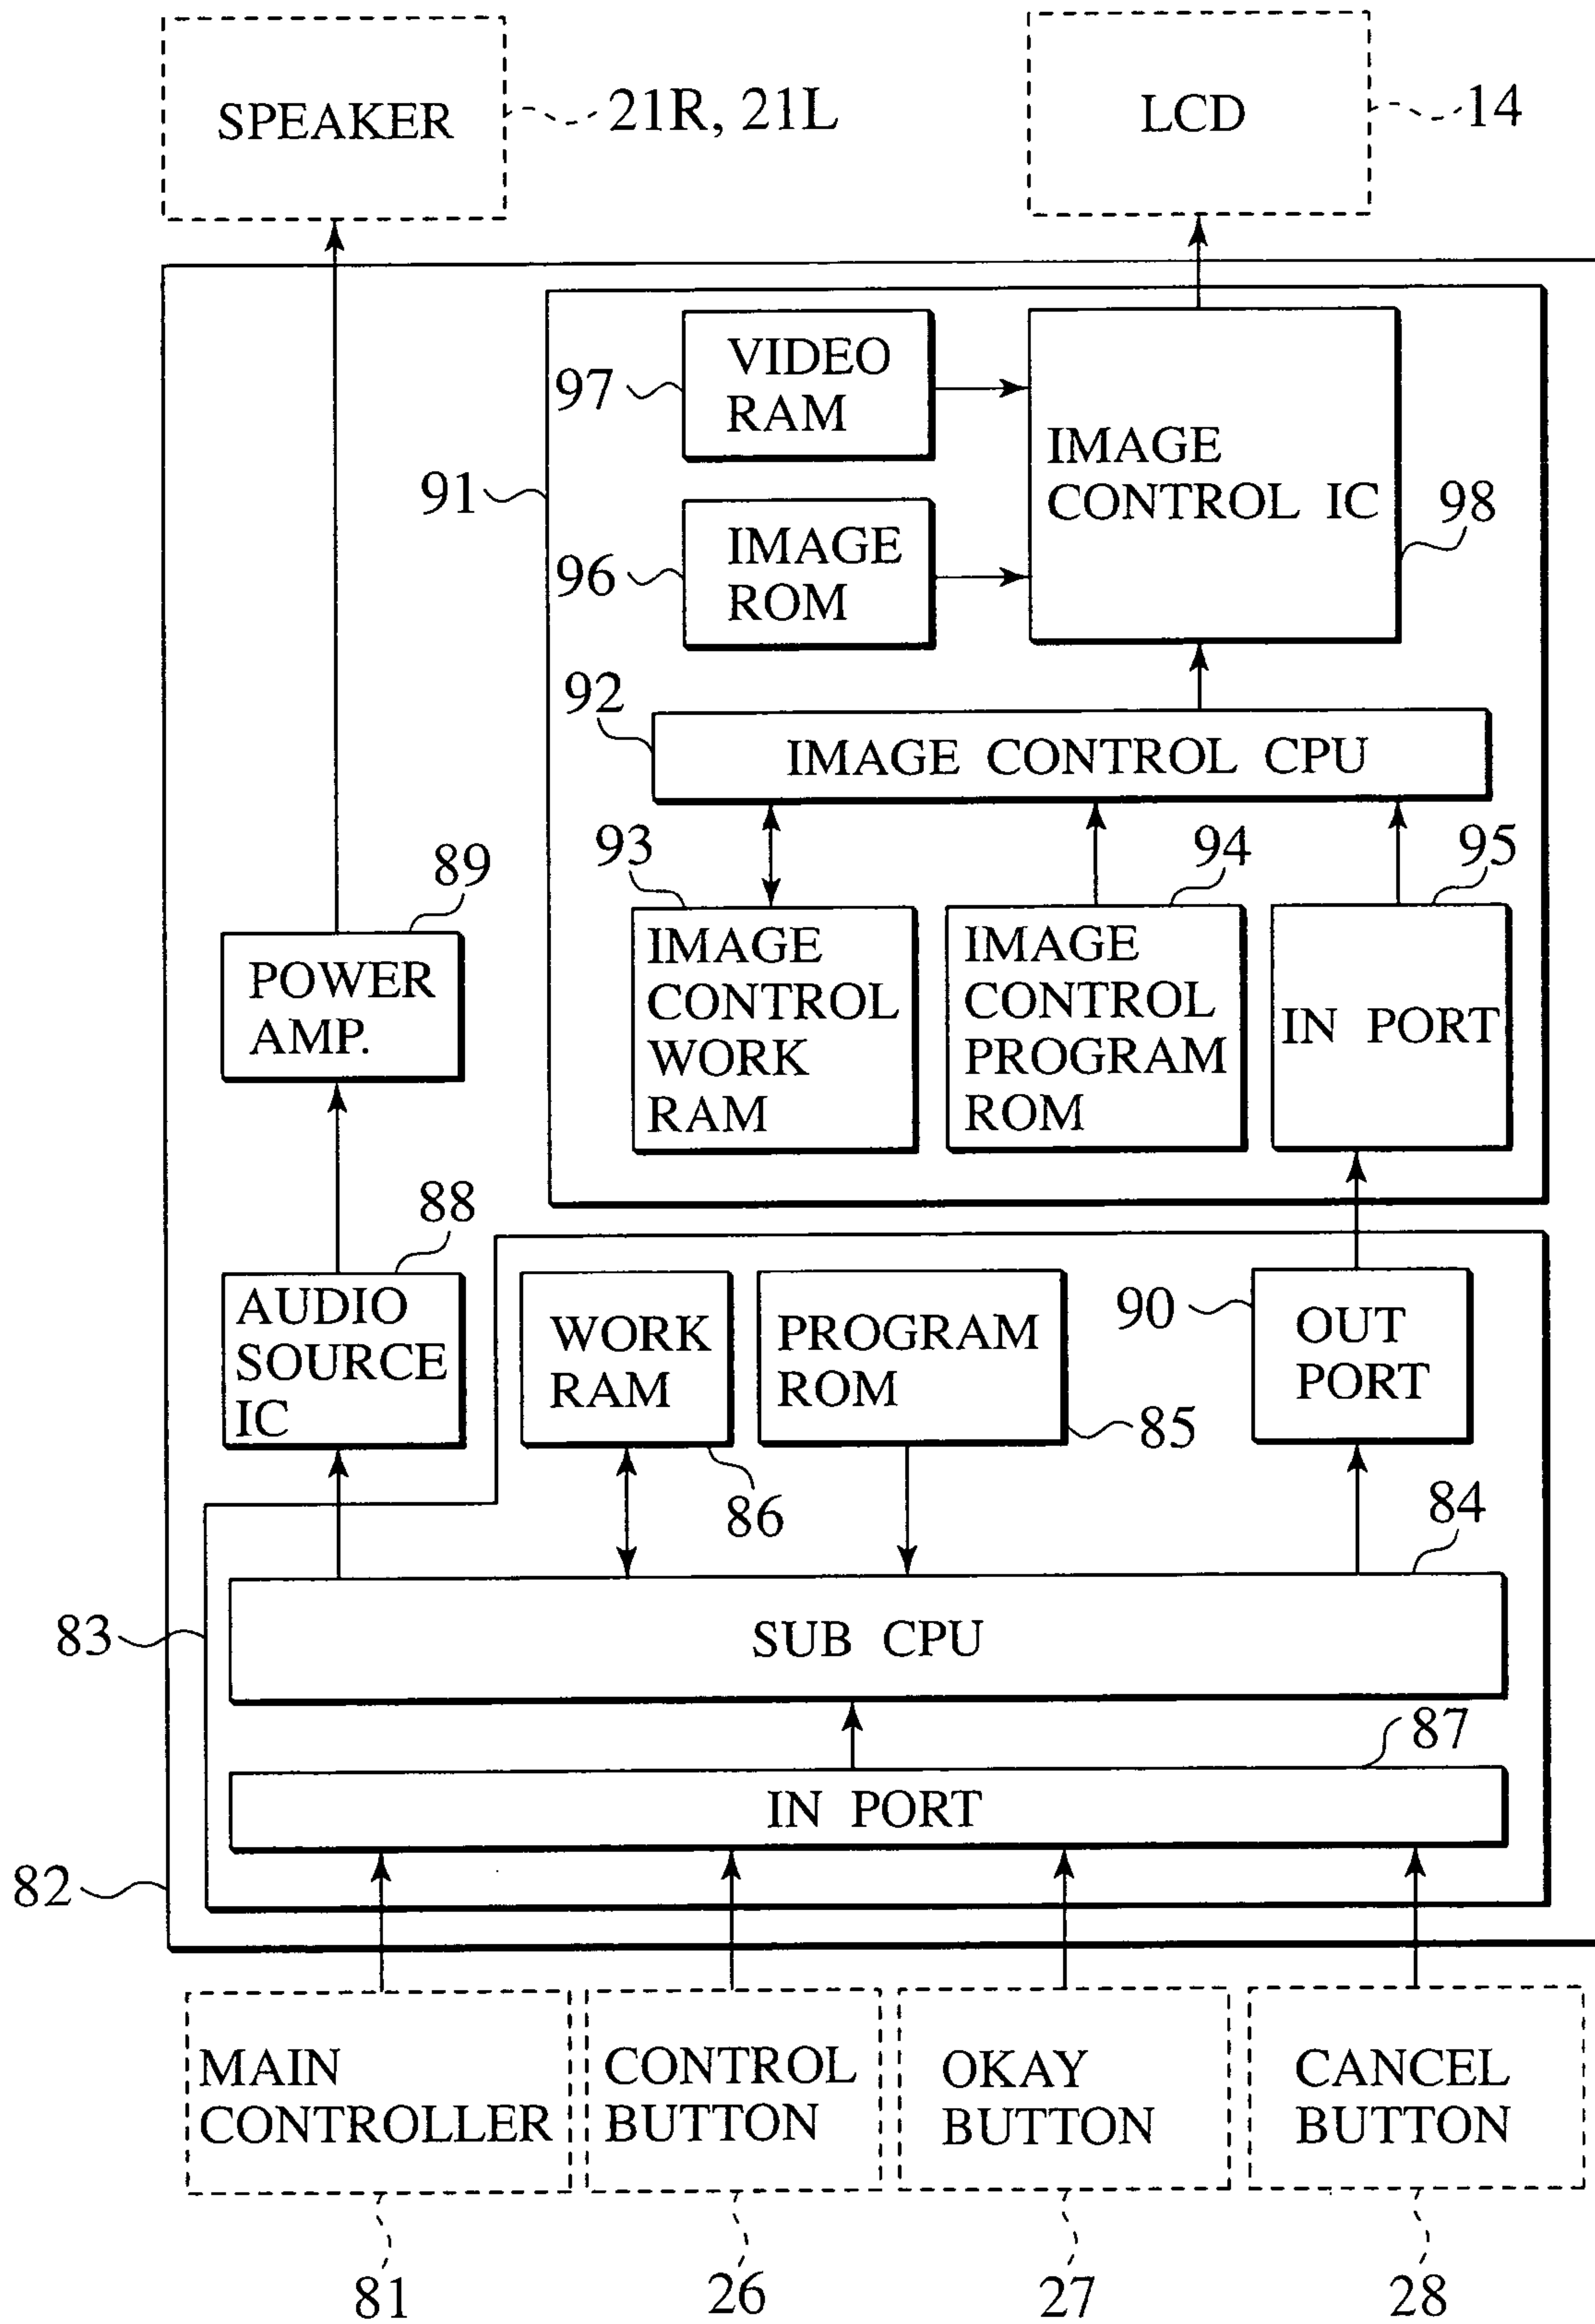 SPEAKER
21R, 21L
LCD
14
VIDEO
RAM
97
IMAGE
CONTROL IC
98
91
IMAGE
ROM
96
92
IMAGE CONTROL CPU
93
94
95
89
IMAGE
CONTROL
WORK
RAM
IMAGE
CONTROL
PROGRAM
ROM
IN PORT
POWER
AMP.
88
AUDIO
SOURCE
IC
WORK
RAM
86
PROGRAM
ROM
85
90
OUT
PORT
84
83
SUB CPU
87
IN PORT
82
MAIN
CONTROLLER
CONTROL
BUTTON
OKAY
BUTTON
CANCEL
BUTTON
81
26
27
28